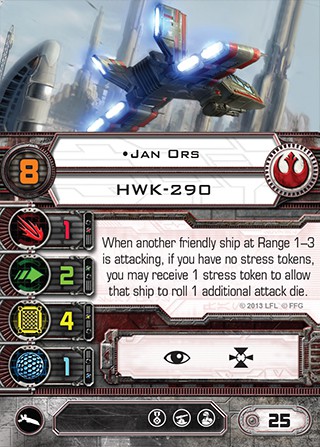 •Jan Ors
8
HWK-290
1
2
4
1
When another friendly ship at Range 1–3
is attacking, if you have no stress tokens,
you may receive 1 stress token to allow
that ship to roll 1 additional attack die.
© 2013 LFL © FFG
25